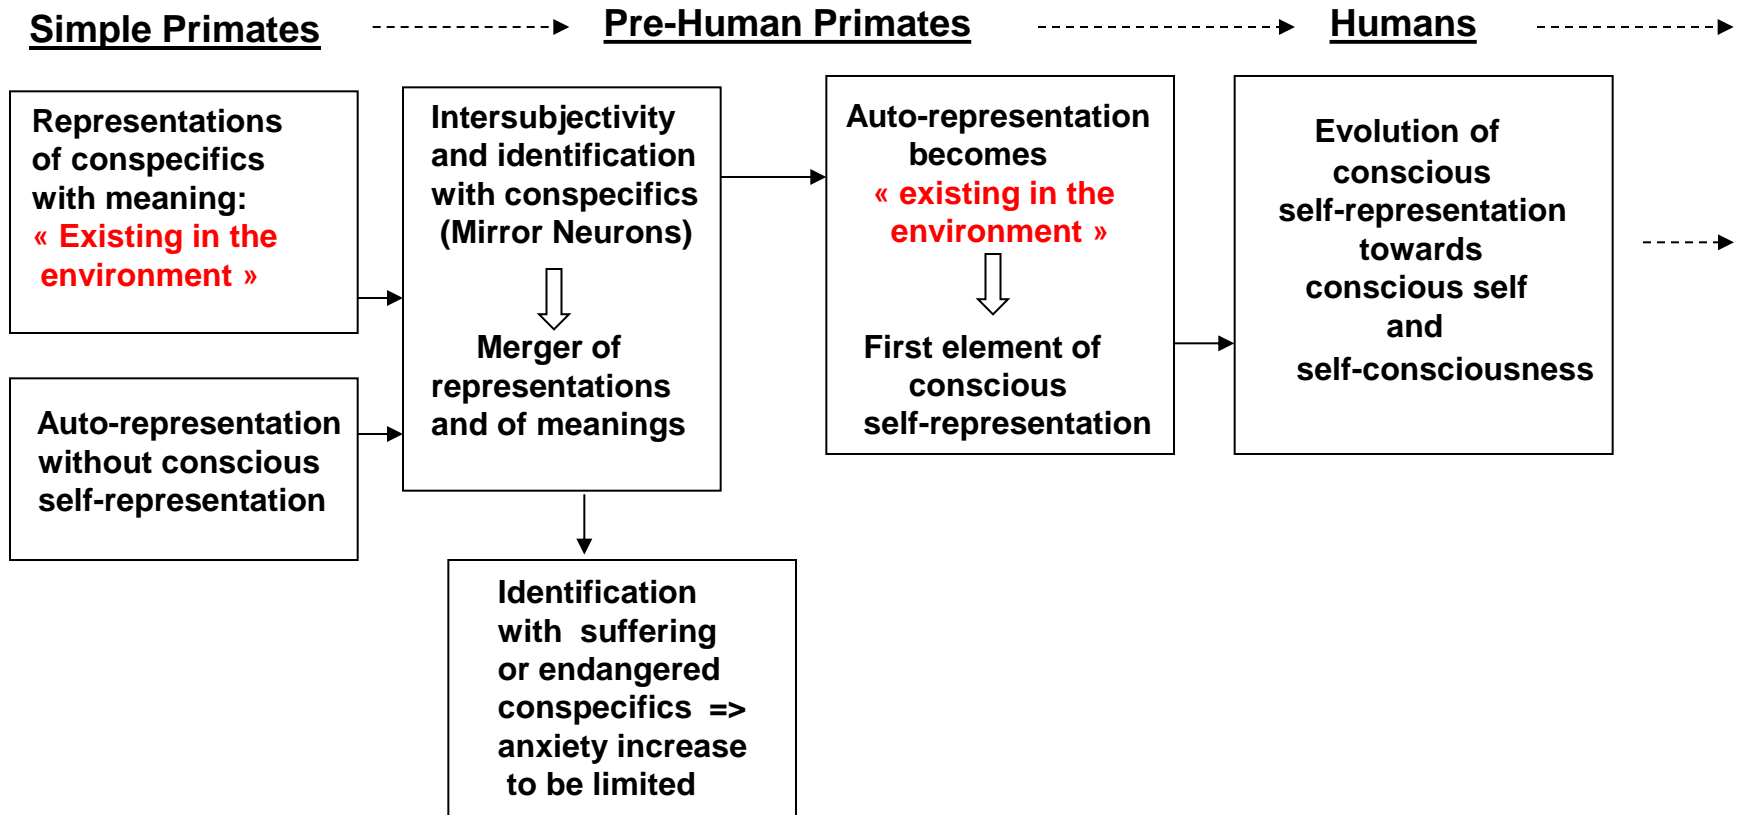 Simple Primates
Pre-Human Primates
Humans
Representations
of conspecifics
with meaning:
« Existing in the
environment »
Auto-representation
without conscious
self-representation
Intersubjectivity
and identification
with conspecifics
(Mirror Neurons)
Merger of
representations
and of meanings
Identification
with suffering
or endangered
conspecifics =>
anxiety increase
to be limited
Auto-representation
becomes
« existing in the
environment »
First element of
conscious
self-representation
Evolution of
conscious
self-representation
towards
conscious self
and
self-consciousness